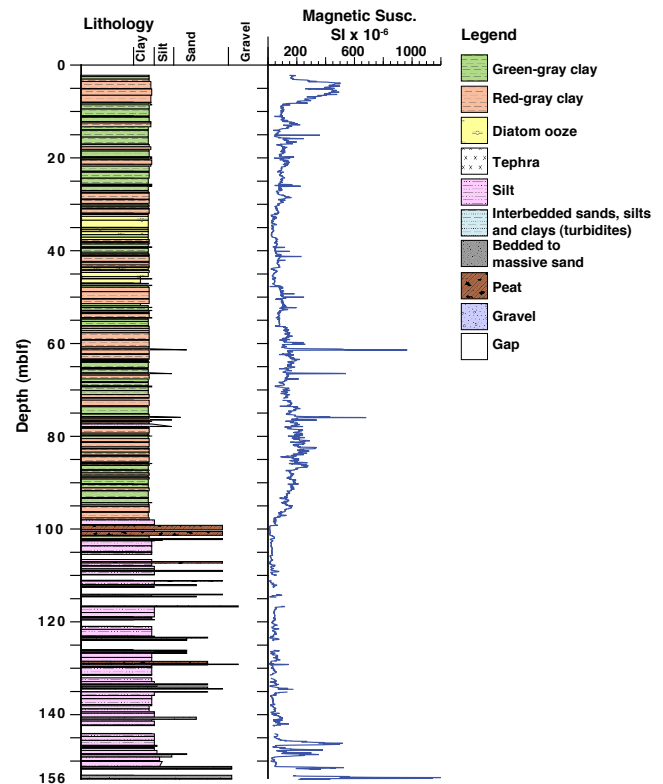 Lithology
Clay
Silt
Sand
Gravel
Magnetic Susc.
SI x 10-6
200 600 1000
Depth (mblf)
0
20
40
60
80
100
120
140
156
Legend
Green-gray clay
Red-gray clay
Diatom ooze
Tephra
Silt
Interbedded sands, silts
and clays (turbidites)
Bedded to
massive sand
Peat
Gravel
Gap